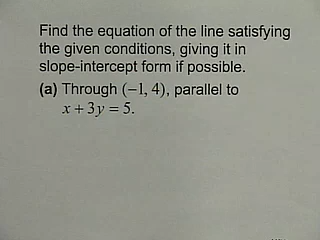 Find the equation of the line satisfying
the given conditions, giving it in
slope-intercept form if possible.
(a) Through (−1, 4), parallel to
x + 3y = 5.